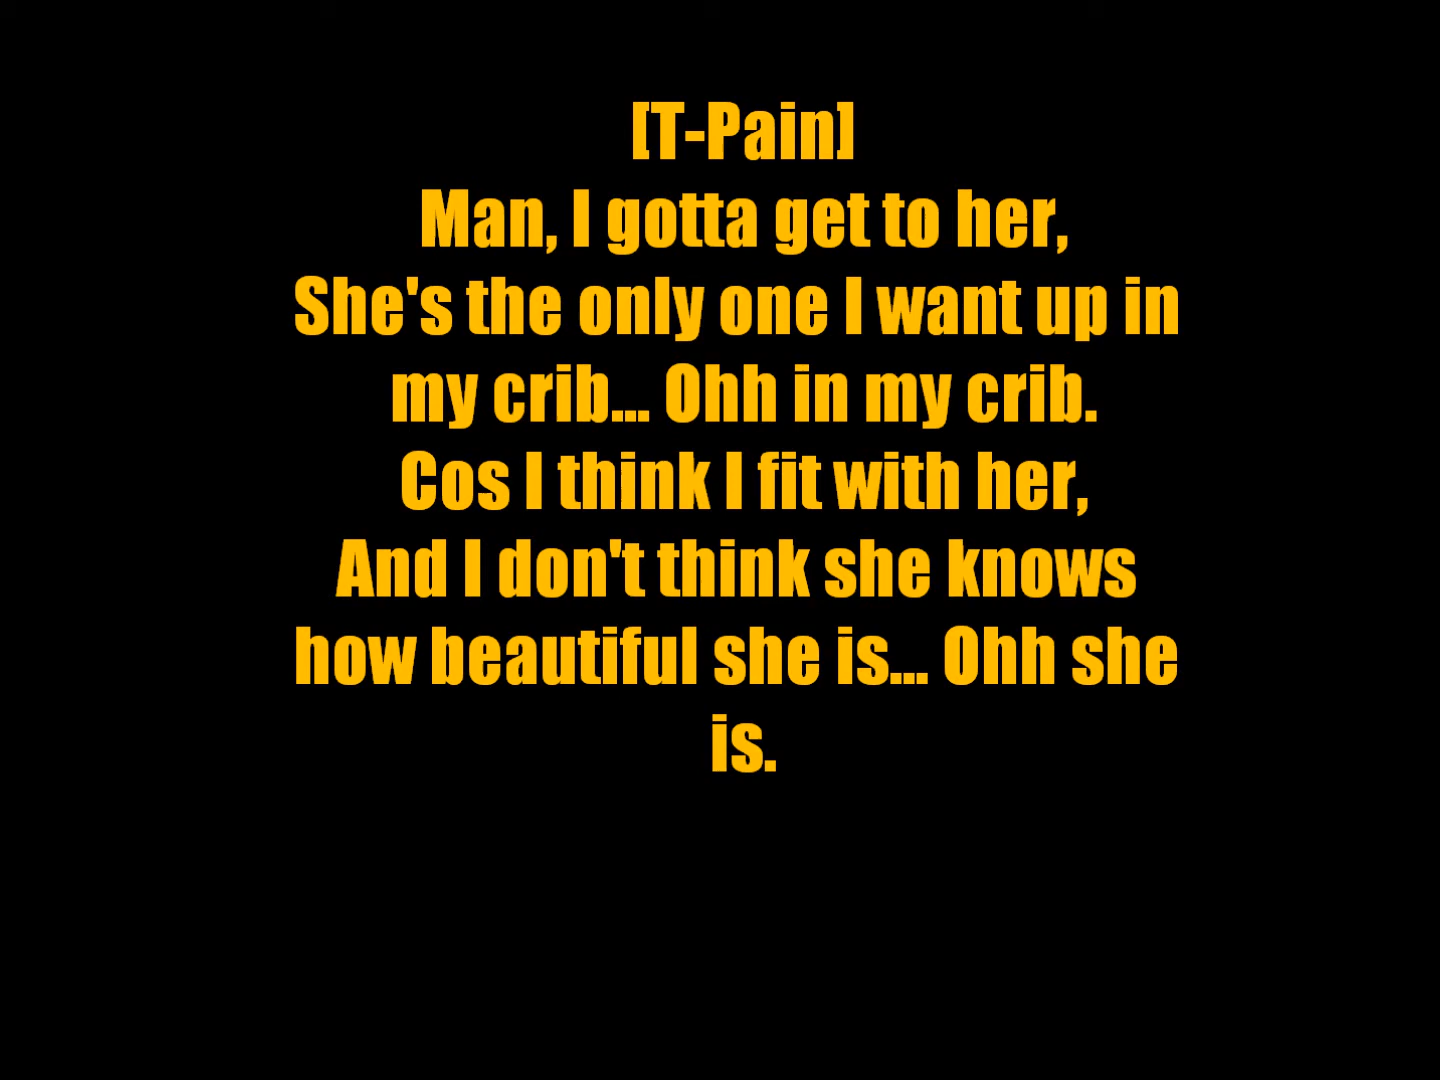 [T-Pain]
Man, I gotta get to her,
She's the only one I want up in
my crib... Ohh in my crib.
Cos I think I fit with her,
And I don't think she knows
how beautiful she is... Ohh she
is.